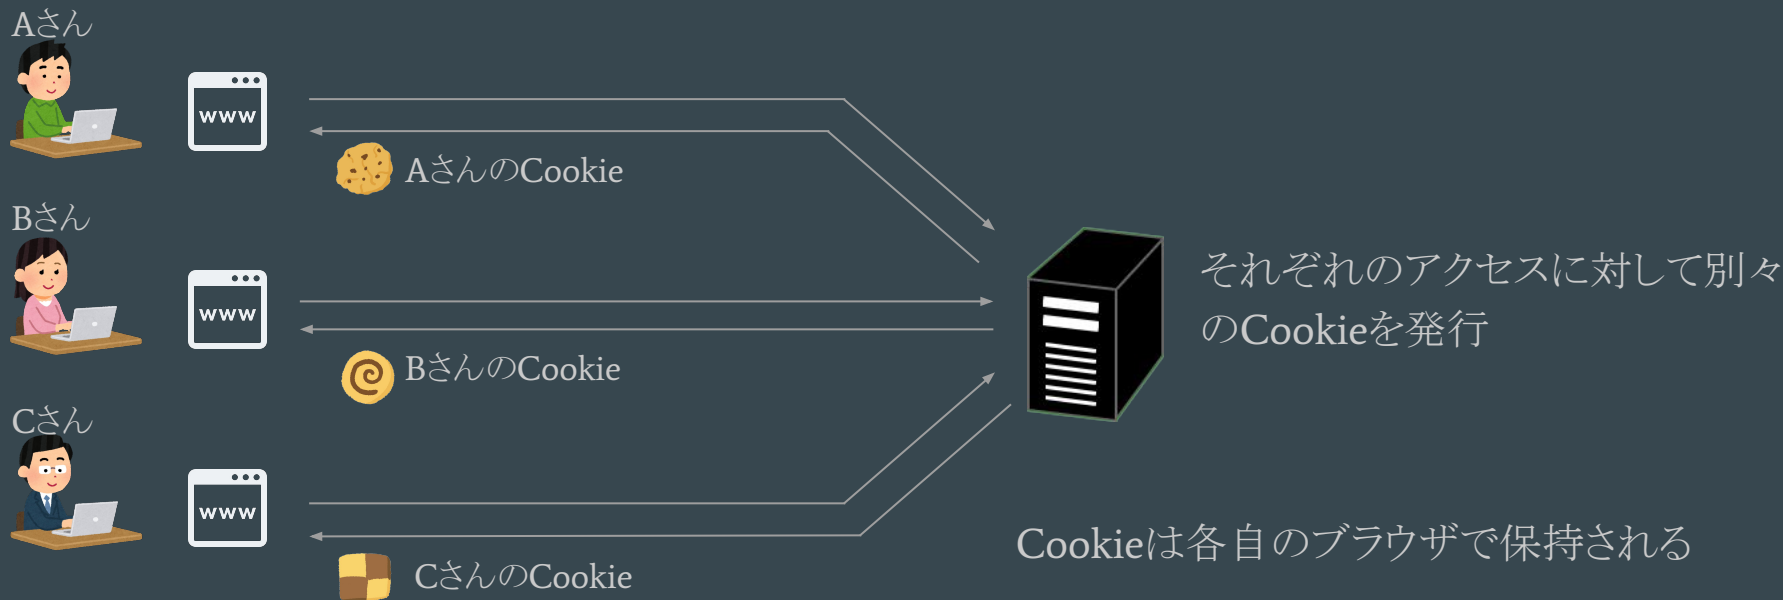 Aさん
www
AさんのCookie
Bさん
www
BさんのCookie
それぞれのアクセスに対して別々
のCookieを発行
Cさん
www
CさんのCookie
Cookieは各自のブラウザで保持される